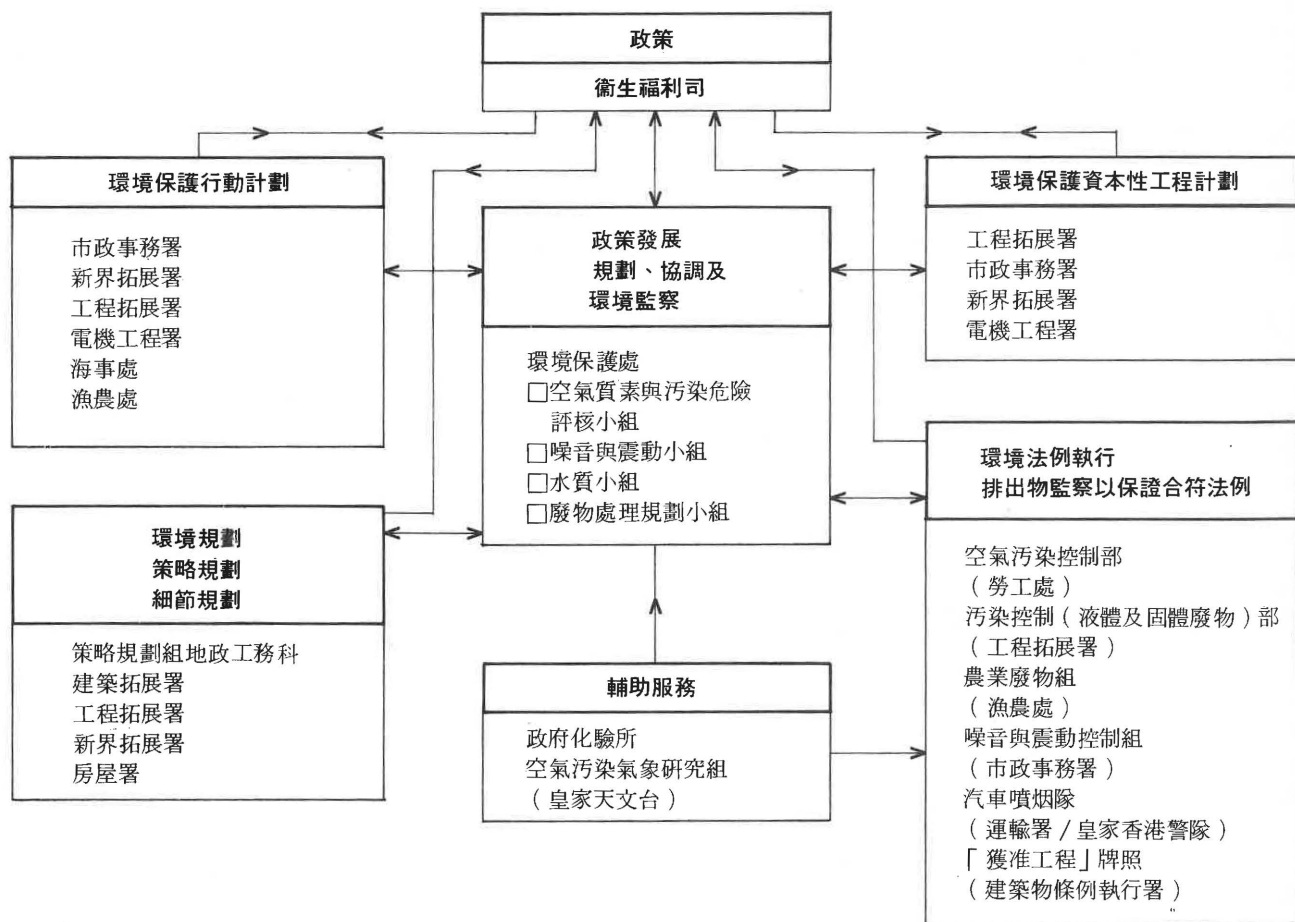 政策
衞生福利司
環境保護行動計劃
市政事務署
新界拓展署
工程拓展署
電機工程署
海事處
漁農處
政策發展
規劃、協調及
環境監察
環境保護處
□空氣質素與污染危險
評核小組
□噪音與震動小組
□水質小組
□廢物處理規劃小組
環境保護資本性工程計劃
工程拓展署
市政事務署
新界拓展署
電機工程署
環境規劃
策略規劃
細節規劃
策略規劃組地政工務科
建築拓展署
工程拓展署
新界拓展署
房屋署
輔助服務
政府化驗所
空氣污染氣象研究組
（皇家天文台）
環境法例執行
排出物監察以保證合符法例
空氣污染控制部
（勞工處）
污染控制（液體及固體廢物）部
（工程拓展署）
農業廢物組
（漁農處）
噪音與震動控制組
（市政事務署）
汽車噴烟隊
（運輸署/皇家香港警隊）
「獲准工程」牌照
（建築物條例執行署）